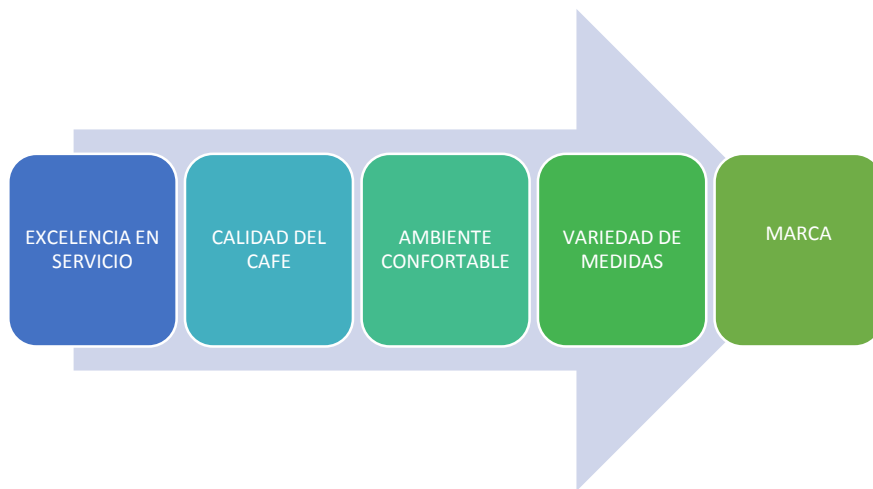 EXCELENCIA EN
SERVICIO
CALIDAD DEL
CAFE
AMBIENTE
CONFORTABLE
VARIEDAD DE
MEDIDAS
MARCA